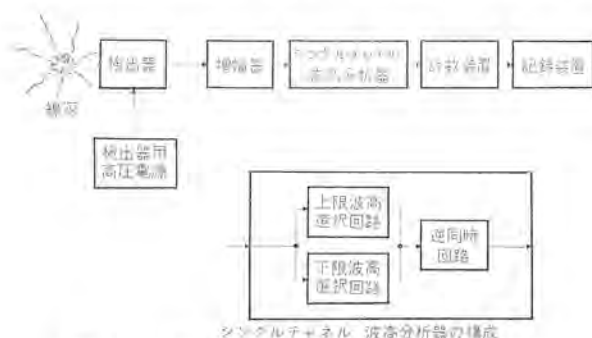 線源
検出器
増幅器
シングルチャネル
波高分析器
計数装置
記録装置
検出器用
高圧電源
上限波高
選択回路
下限波高
選択回路
逆同時
回路
シングルチャネル 波高分析器の構成